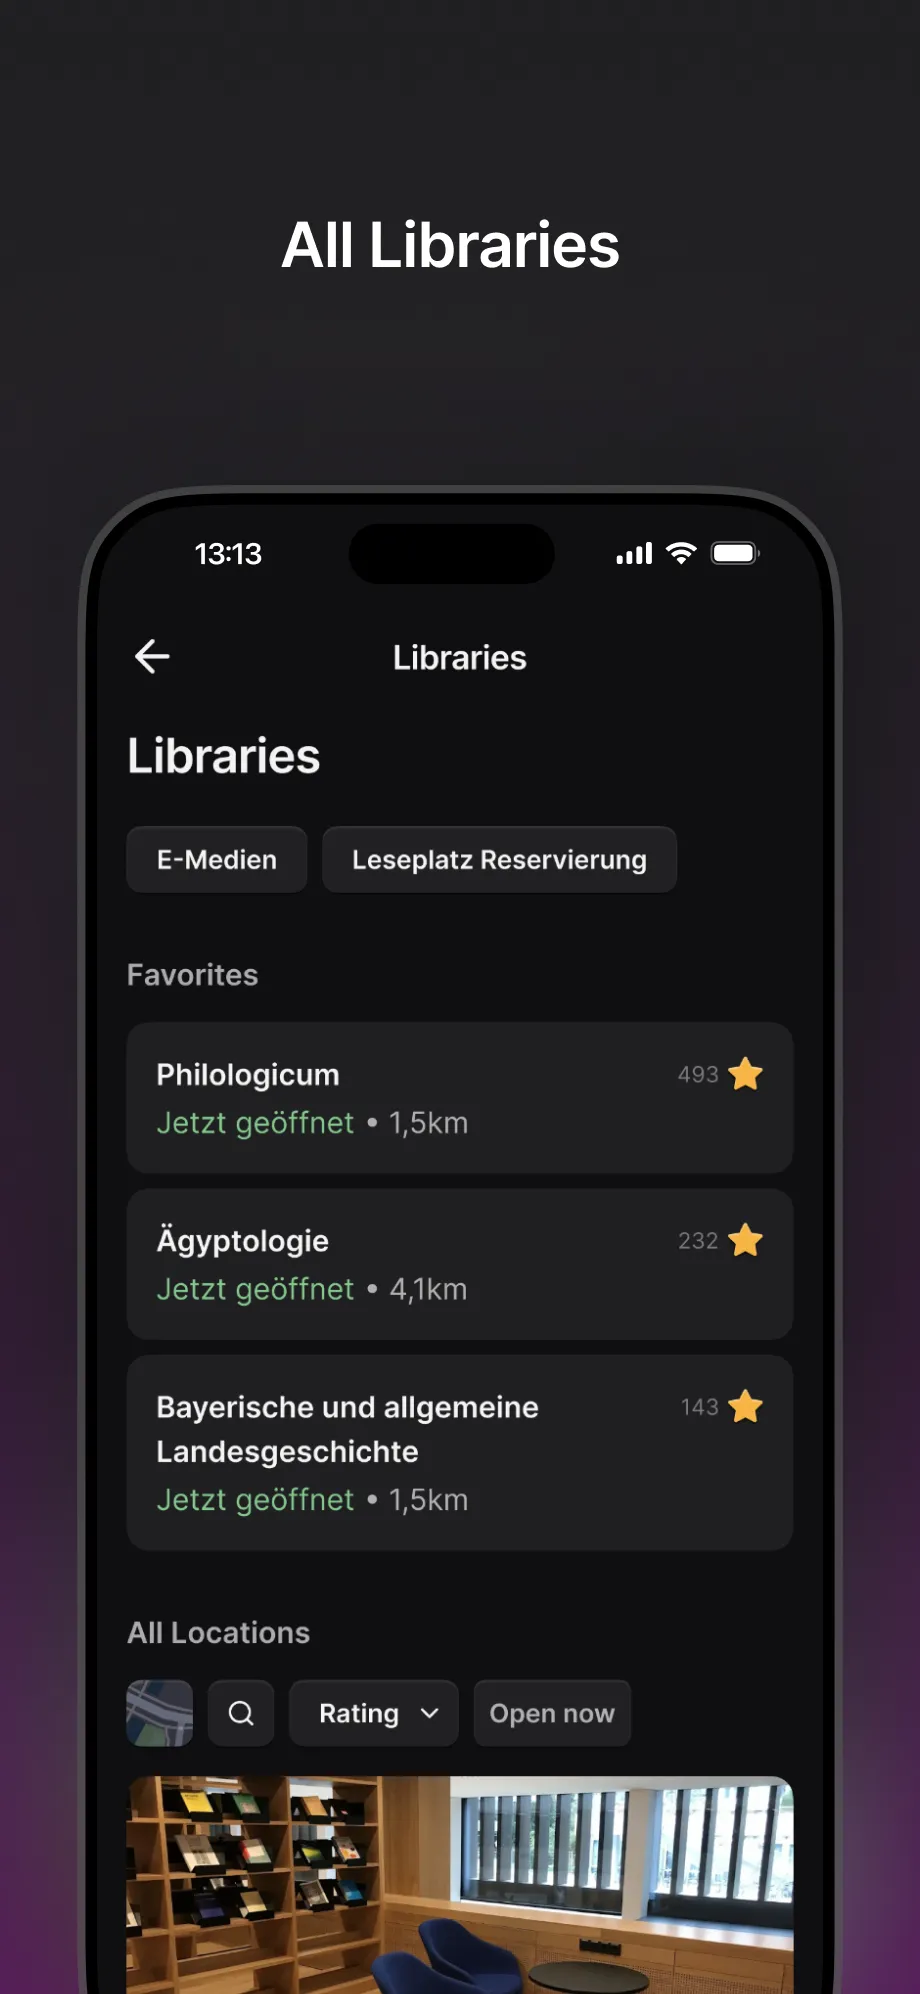 All Libraries
13:13
Libraries
Libraries
E-Medien
Leseplatz Reservierung
Favorites
Philologicum
493
Jetzt geöffnet • 1,5km
Ägyptologie
232
Jetzt geöffnet • 4,1km
Bayerische und allgemeine
Landesgeschichte
143
Jetzt geöffnet • 1,5km
All Locations
Rating
Open now